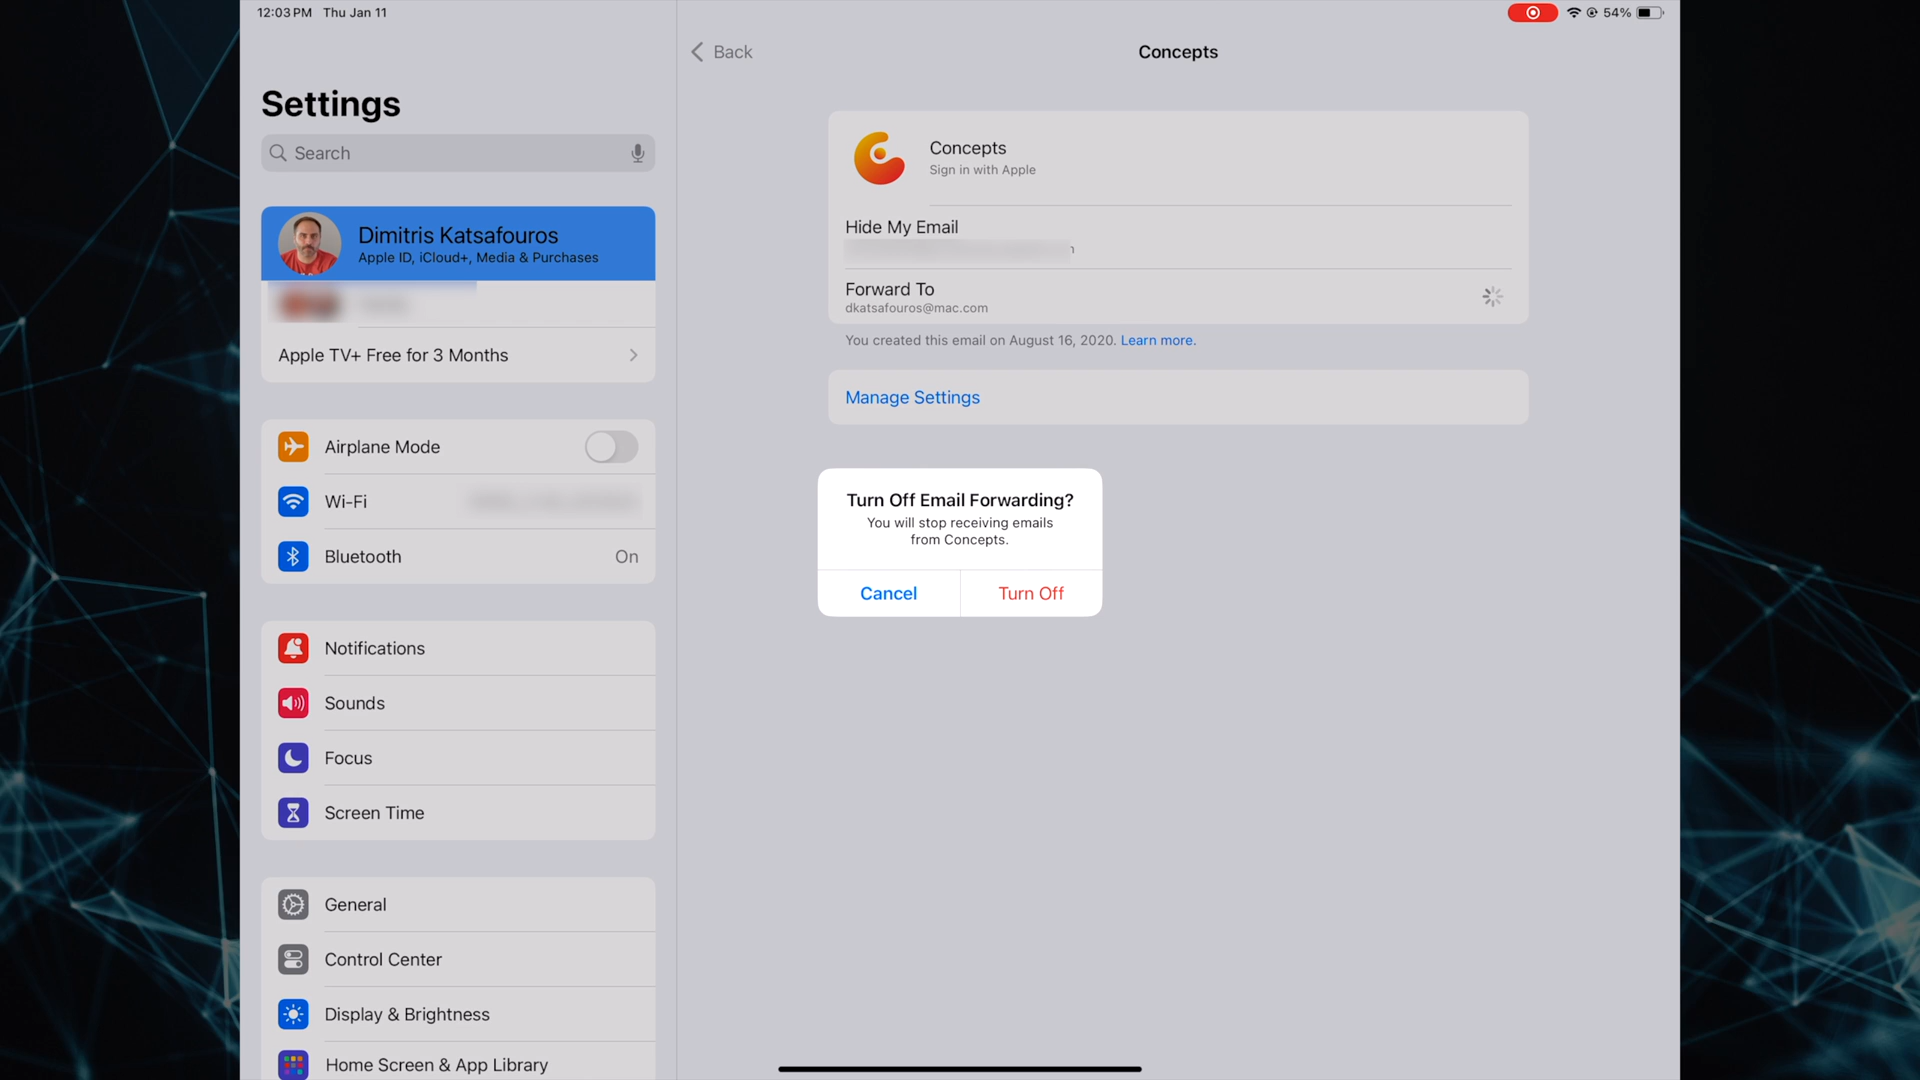 12:03 PM Thu Jan 11
54%
Settings
Search
Dimitris Katsafouros
Apple ID, iCloud+, Media & Purchases
Apple TV+ Free for 3 Months
Airplane Mode
Wi-Fi
Bluetooth On
Notifications
Sounds
Focus
Screen Time
General
Control Center
Display & Brightness
Home Screen & App Library
Back
Concepts
Concepts
Sign in with Apple
Hide My Email
Forward To
dkatsafouros@mac.com
You created this email on August 16, 2020. Learn more.
Manage Settings
Turn Off Email Forwarding?
You will stop receiving emails
from Concepts.
Cancel Turn Off